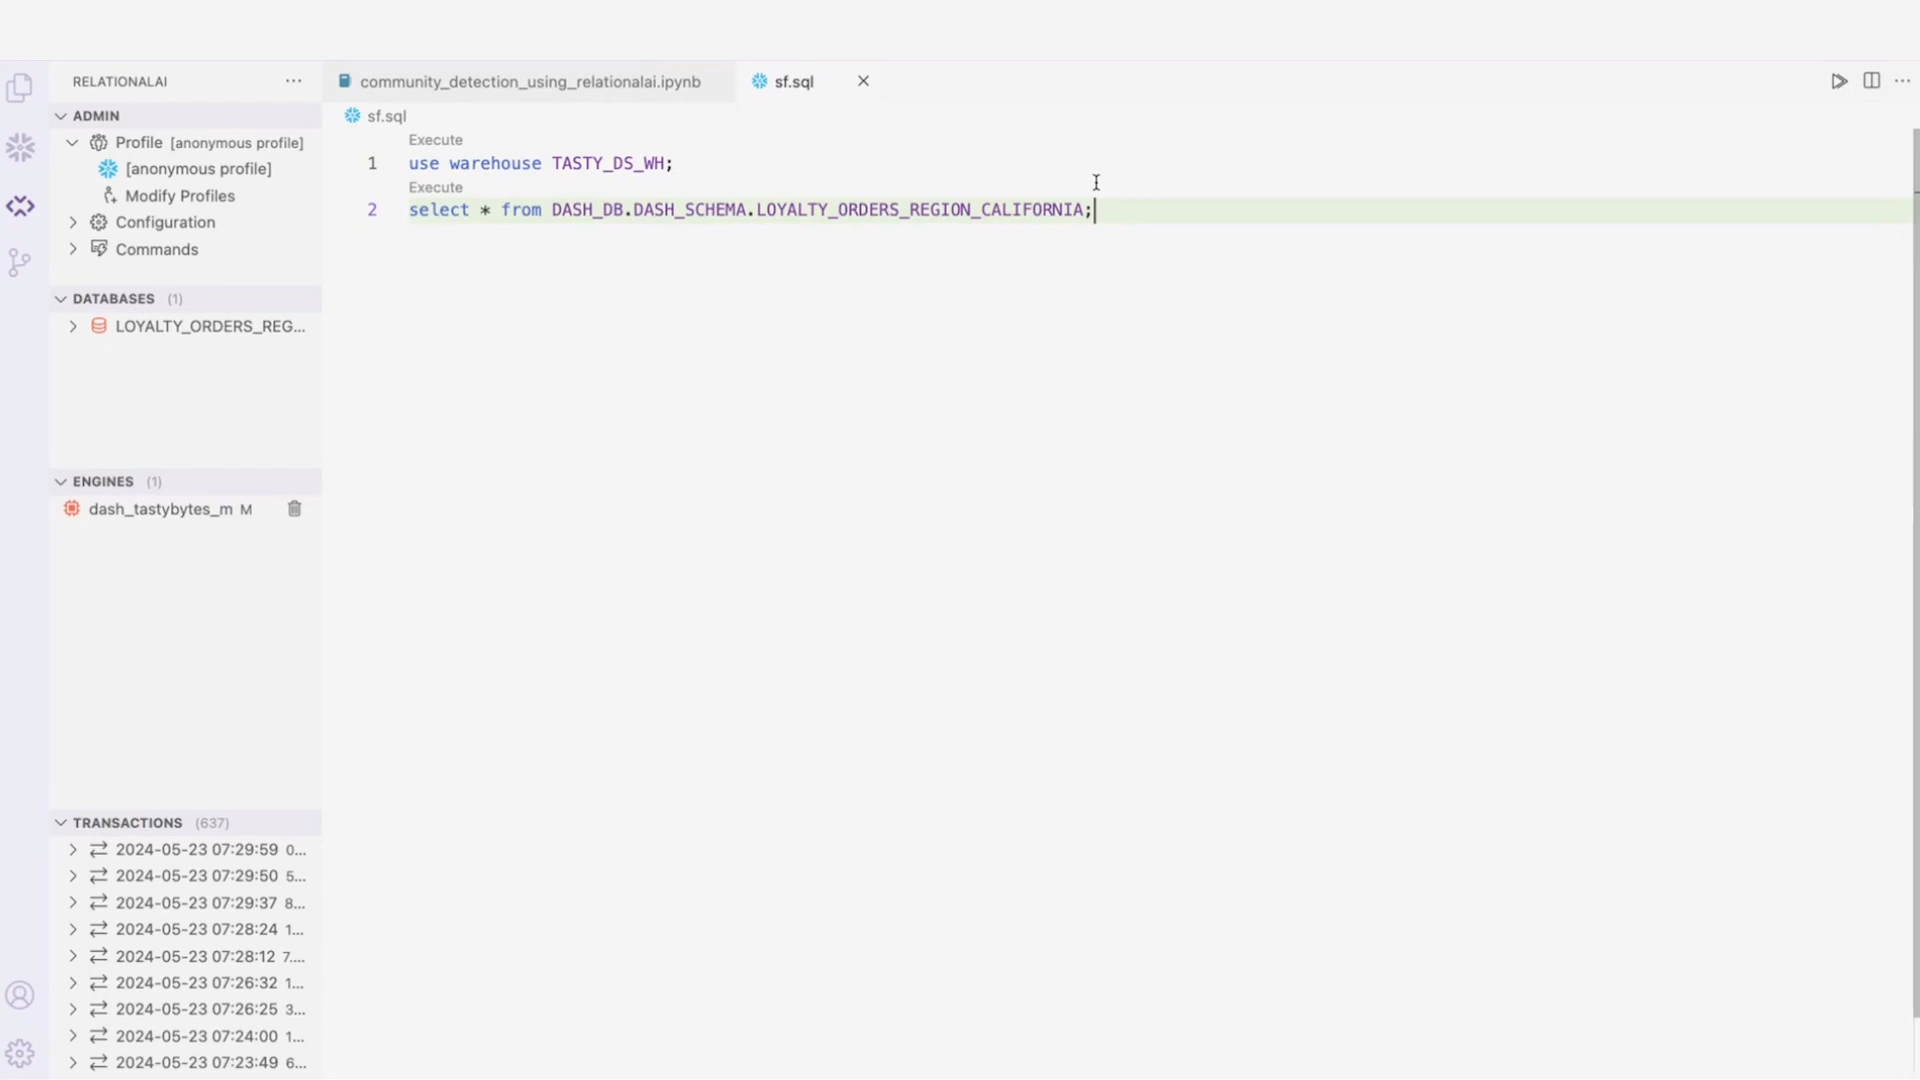 RELATIONALAI
ADMIN
Profile [anonymous profile]
[anonymous profile]
Modify Profiles
Configuration
Commands
DATABASES (1)
LOYALTY_ORDERS_REG...
ENGINES (1)
dash_tastybytes_m M
TRANSACTIONS (637)
2024-05-23 07:29:59 0...
2024-05-23 07:29:50 5...
2024-05-23 07:29:37 8...
2024-05-23 07:28:24 1...
2024-05-23 07:28:12 7....
2024-05-23 07:26:32 1...
2024-05-23 07:26:25 3...
2024-05-23 07:24:00 1...
2024-05-23 07:23:49 6...
community_detection_using_relationalai.ipynb sf.sql
sf.sql
Execute
1 use warehouse TASTY_DS_WH;
Execute
2 select * from DASH_DB.DASH_SCHEMA.LOYALTY_ORDERS_REGION_CALIFORNIA;